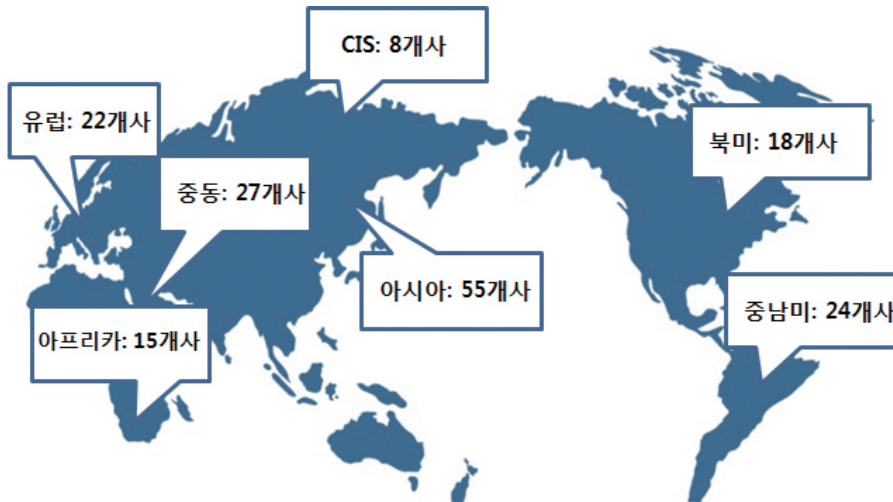 CIS: 8개사
유럽: 22개사
북미: 18개사
중동: 27개사
아시아: 55개사
중남미: 24개사
아프리카: 15개사